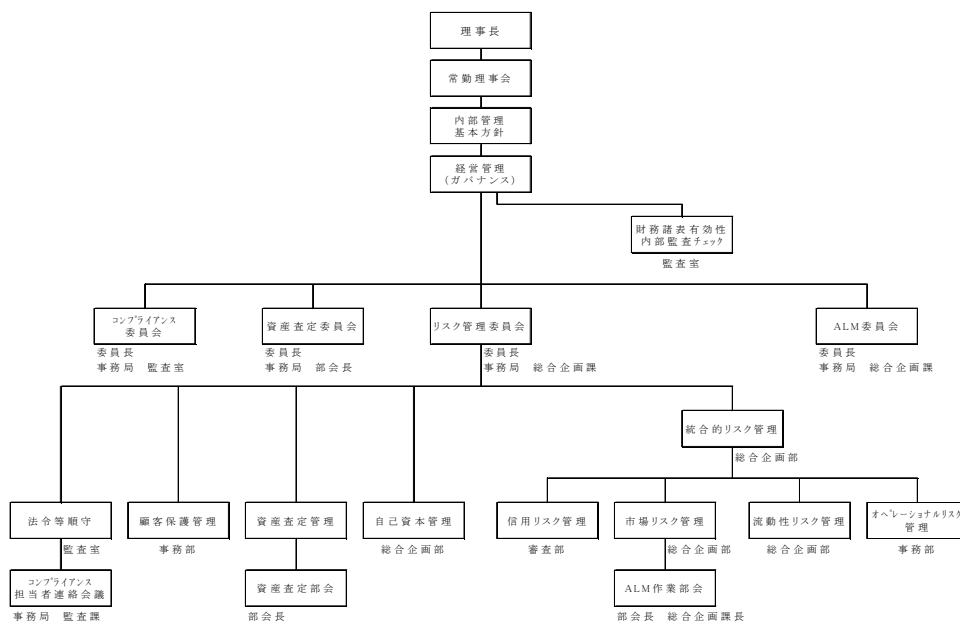 理事長
常勤理事会
内部管理
基本方針
経営管理
(ガバナンス)
財務諸表有効性
内部監査チェック
監査室
コンプライアンス
委員会
委員長
事務局 監査室
資産査定委員会
委員長
事務局 部会長
リスク管理委員会
委員長
事務局 総合企画課
ALM委員会
委員長
事務局 総合企画課
統合的リスク管理
総合企画部
法令等順守
監査室
顧客保護管理
事務部
資産査定管理
自己資本管理
総合企画部
信用リスク管理
審査部
市場リスク管理
総合企画部
流動性リスク管理
総合企画部
オペレーショナルリスク
管理
事務部
コンプライアンス
担当者連絡会議
事務局 監査課
資産査定部会
部会長
ALM作業部会
部会長 総合企画課長